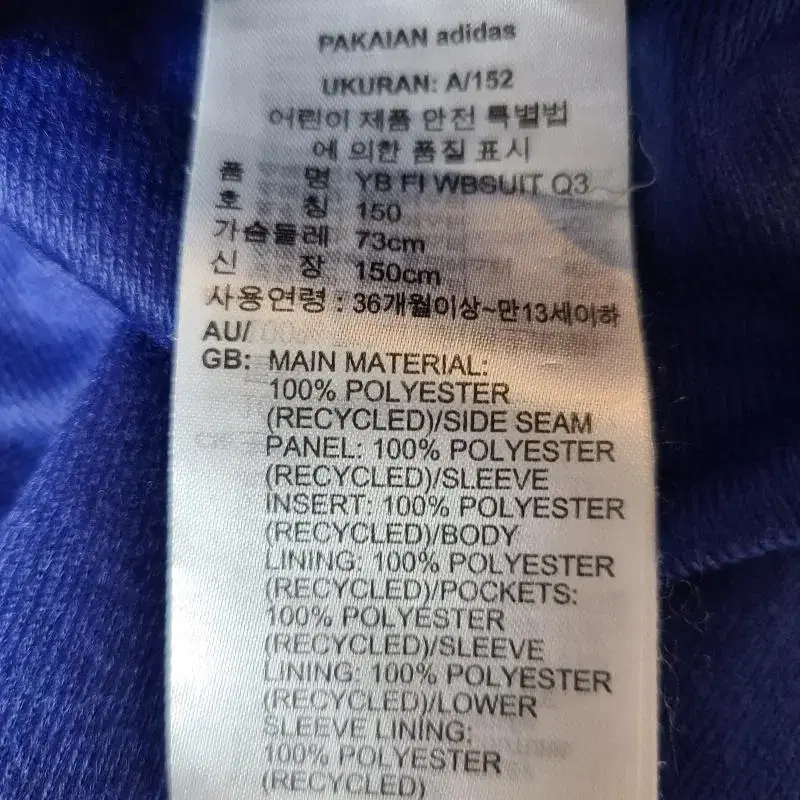 PAKAIAN adidas
UKURAN: A/152
어린이 제품 안전 특별법
에 의한 품질 표시
품 명 YB FI WBSUIT Q3
호 칭 150
가슴둘레 73cm
신 장 150cm
사용연령 : 36개월이상~만13세이하
AU/
GB: MAIN MATERIAL:
100% POLYESTER
(RECYCLED)/SIDE SEAM
PANEL: 100% POLYESTER
(RECYCLED)/SLEEVE
INSERT: 100% POLYESTER
(RECYCLED)/BODY
LINING: 100% POLYESTER
(RECYCLED)/POCKETS:
100% POLYESTER
(RECYCLED)/SLEEVE
LINING: 100% POLYESTER
(RECYCLED)/LOWER
SLEEVE LINING:
100% POLYESTER
(RECYCLED)